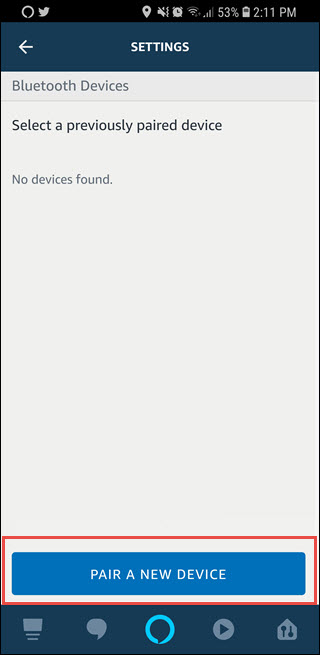 53% 2:11 PM
SETTINGS
Bluetooth Devices
Select a previously paired device
No devices found.
PAIR A NEW DEVICE